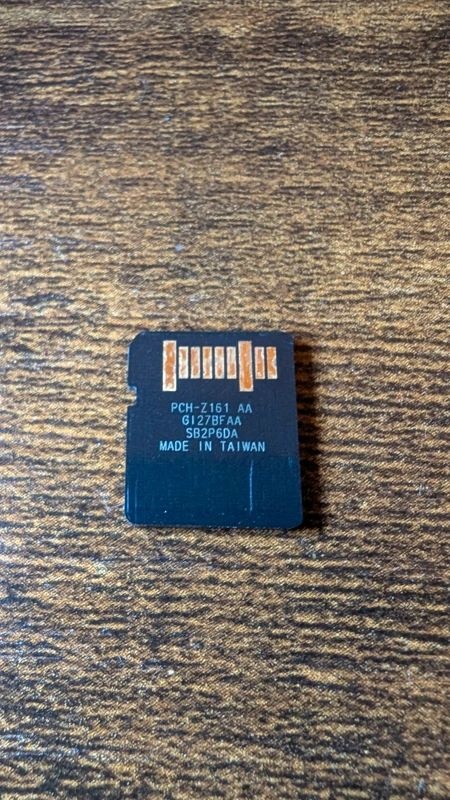 PCH-Z161 AA
GI27BFAA
SB2P6DA
MADE IN TAIWAN